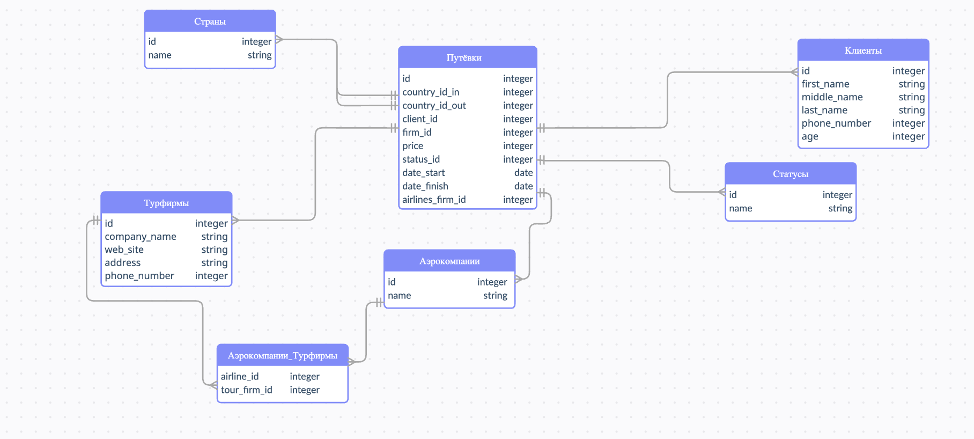 Страны
id integer
name string
Путёвки
id integer
country_id_in integer
country_id_out integer
client_id integer
firm_id integer
price integer
status_id integer
date_start date
date_finish date
airlines_firm_id integer
Клиенты
id integer
first_name string
middle_name string
last_name string
phone_number integer
age integer
Статусы
id integer
name string
Турфирмы
id integer
company_name string
web_site string
address string
phone_number integer
Аэрокомпании
id integer
name string
Аэрокомпании_Турфирмы
airline_id integer
tour_firm_id integer